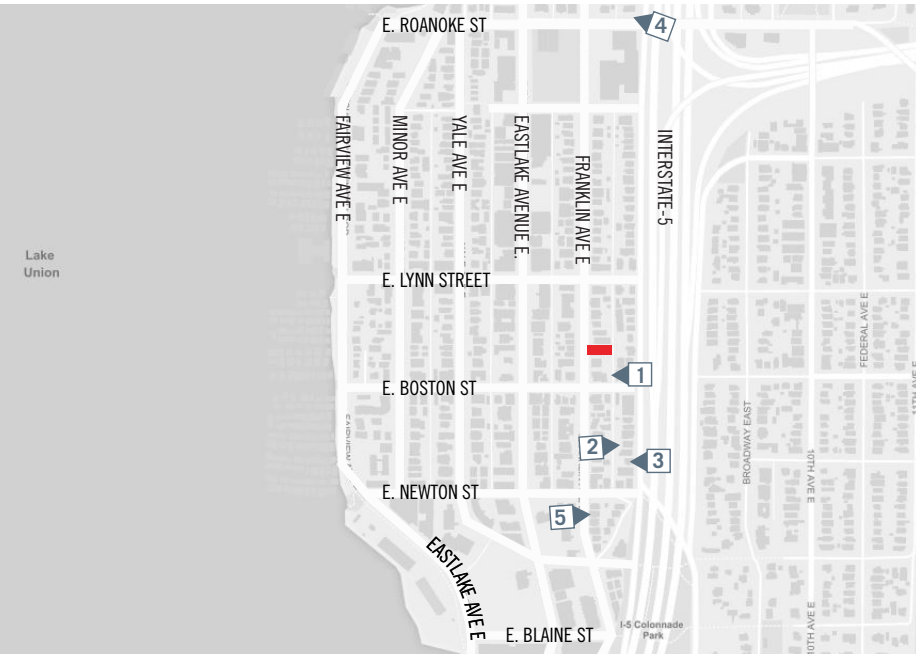 E. ROANOKE ST
4
FAIRVIEW AVE E
MINOR AVE E
YALE AVE E
EASTLAKE AVENUE E.
FRANKLIN AVE E
INTERSTATE-5
Lake
Union
E. LYNN STREET
FEDERAL AVE E
1
E. BOSTON ST
11TH AVE E
BROADWAY EAST
2
3
10TH AVE E
E. NEWTON ST
5
EASTLAKE AVE E
10TH AVE E
I-5 Colonnade
Park
E. BLAINE ST